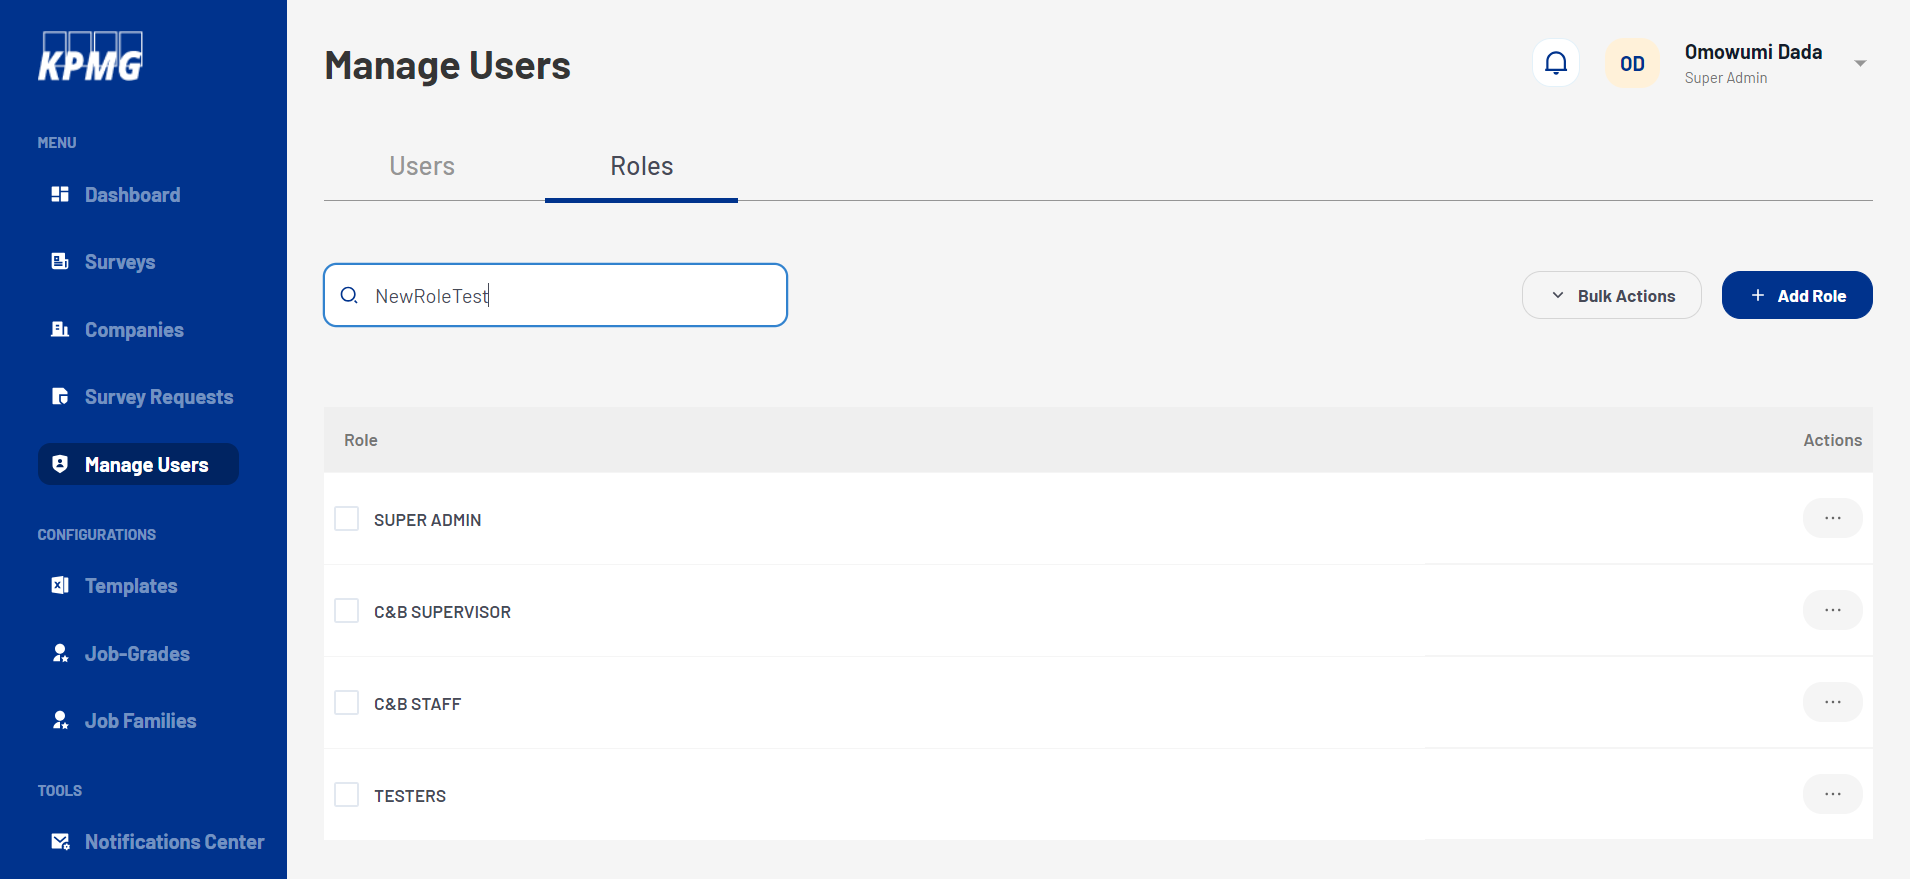 KPMG
MENU
Dashboard
Surveys
Companies
Survey Requests
Manage Users
CONFIGURATIONS
Templates
Job-Grades
Job Families
TOOLS
Notifications Center
Manage Users
OD
Omowumi Dada
Super Admin
Users
Roles
NewRoleTest
Bulk Actions
+ Add Role
Role Actions
SUPER ADMIN ...
C&B SUPERVISOR ...
C&B STAFF ...
TESTERS ...